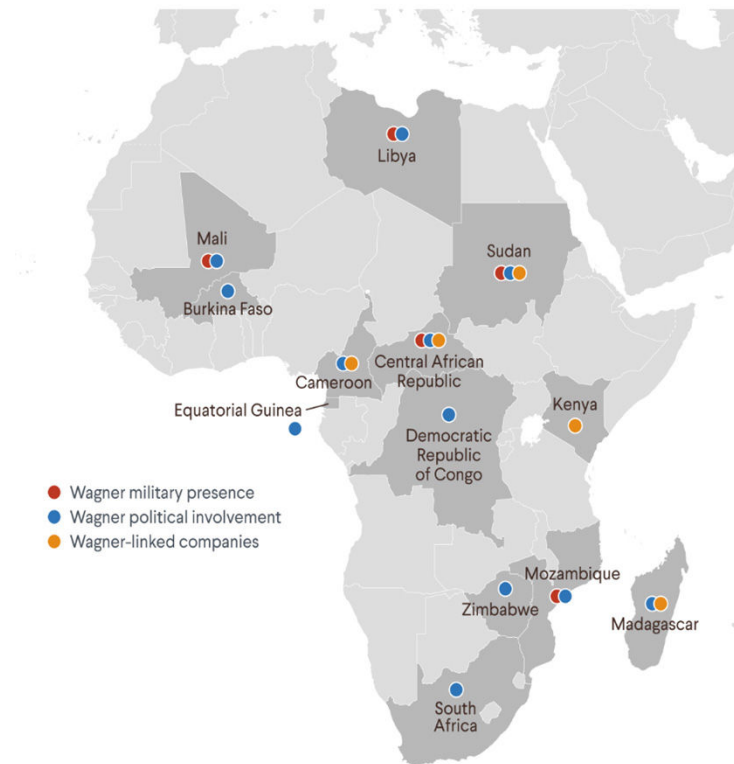 Libya
Mali
Sudan
Burkina Faso
Central African
Republic
Cameroon
Equatorial Guinea
Kenya
Democratic
Republic
of Congo
Wagner military presence
Wagner political involvement
Wagner-linked companies
Mozambique
Zimbabwe
Madagascar
South
Africa